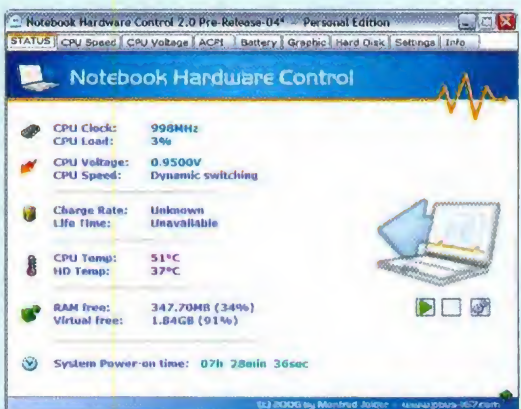 Notebook Hardware Control 2.0 Pre-Release-04* - Personal Edition
STATUS CPU Speed CPU Voltage ACPI Battery Graphic Hard Disk Settings Info
Notebook Hardware Control
CPU Clock: 998MHz
CPU Load: 3%
CPU Voltage: 0.9500V
CPU Speed: Dynamic switching
Charge Rate: Unknown
Life Time: Unavailable
CPU Temp: 51°C
HD Temp: 37°C
RAM free: 347.70MB (34%)
Virtual free: 1.84GB (91%)
System Power-on time: 07h 28min 36sec
(c) 2006 by Manfred Jaider -